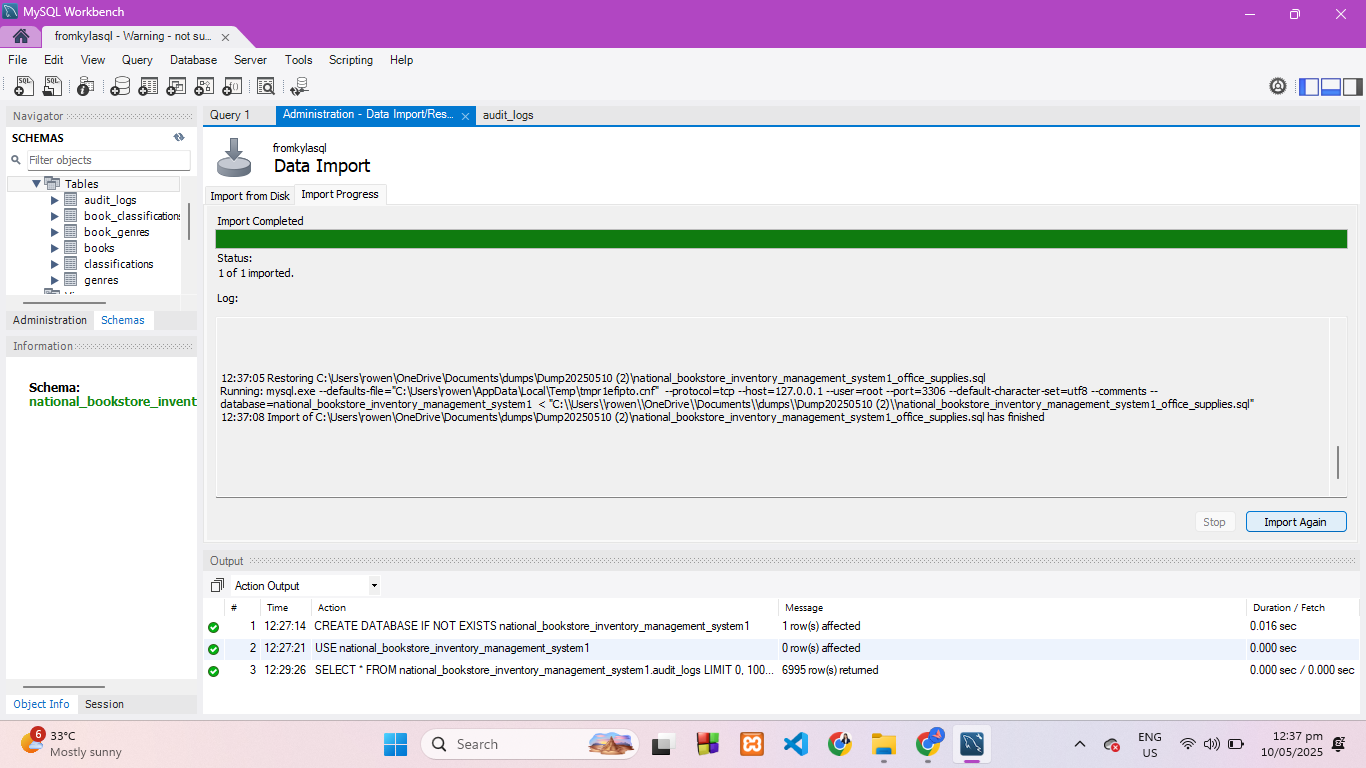 MySQL Workbench
fromkylasql - Warning - not su...
File Edit View Query Database Server Tools Scripting Help
Navigator
SCHEMAS
Filter objects
Tables
audit_logs
book_classifications
book_genres
books
classifications
genres
Administration Schemas
Information
Schema:
national_bookstore_invent
Object Info Session
Query 1 Administration - Data Import/Res... audit_logs
fromkylasql
Data Import
Import from Disk Import Progress
Import Completed
Status:
1 of 1 imported.
Log:
12:37:05 Restoring C:\Users\rowen\OneDrive\Documents\dumps\Dump20250510 (2)\national_bookstore_inventory_management_system1_office_supplies.sql
Running: mysql.exe --defaults-file="C:\Users\rowen\AppData\Local\Temp\tmpr1efipto.cnf" --protocol=tcp --host=127.0.0.1 --user=root --port=3306 --default-character-set=utf8 --comments --
database=national_bookstore_inventory_management_system1 < "C:\\Users\\rowen\\OneDrive\\Documents\\dumps\\Dump20250510 (2)\\national_bookstore_inventory_management_system1_office_supplies.sql"
12:37:08 Import of C:\Users\rowen\OneDrive\Documents\dumps\Dump20250510 (2)\national_bookstore_inventory_management_system1_office_supplies.sql has finished
Stop Import Again
Output
Action Output
# Time Action Message Duration / Fetch
1 12:27:14 CREATE DATABASE IF NOT EXISTS national_bookstore_inventory_management_system1 1 row(s) affected 0.016 sec
2 12:27:21 USE national_bookstore_inventory_management_system1 0 row(s) affected 0.000 sec
3 12:29:26 SELECT * FROM national_bookstore_inventory_management_system1.audit_logs LIMIT 0, 100... 6995 row(s) returned 0.000 sec / 0.000 sec
6
33°C
Mostly sunny
Search
ENG
US
12:37 pm
10/05/2025